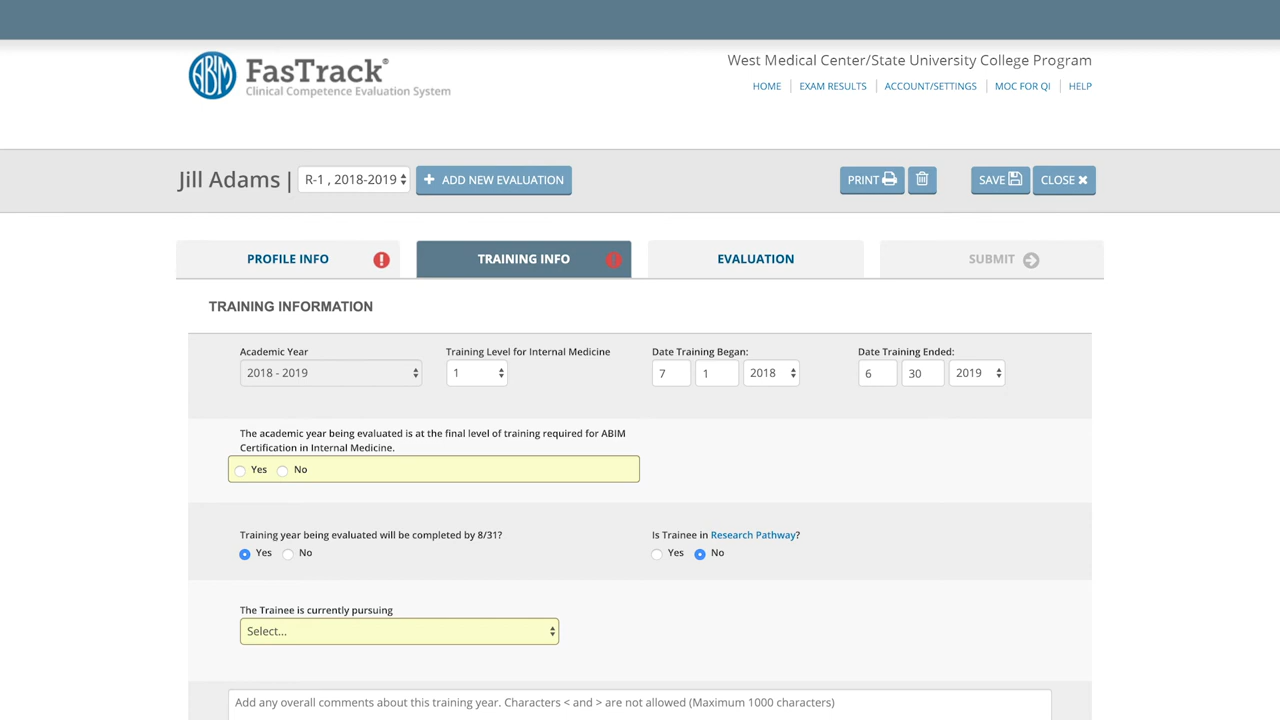 ABIM FasTrack®
Clinical Competence Evaluation System
West Medical Center/State University College Program
HOME | EXAM RESULTS | ACCOUNT/SETTINGS | MOC FOR QI | HELP
Jill Adams | R-1 , 2018-2019 + ADD NEW EVALUATION PRINT SAVE CLOSE ✖
PROFILE INFO ! TRAINING INFO ! EVALUATION SUBMIT
TRAINING INFORMATION
Academic Year Training Level for Internal Medicine Date Training Began: Date Training Ended:
2018 - 2019 1 7 1 2018 6 30 2019
The academic year being evaluated is at the final level of training required for ABIM
Certification in Internal Medicine.
Yes No
Training year being evaluated will be completed by 8/31? Is Trainee in Research Pathway?
Yes No Yes No
The Trainee is currently pursuing
Select...
Add any overall comments about this training year. Characters < and > are not allowed (Maximum 1000 characters)